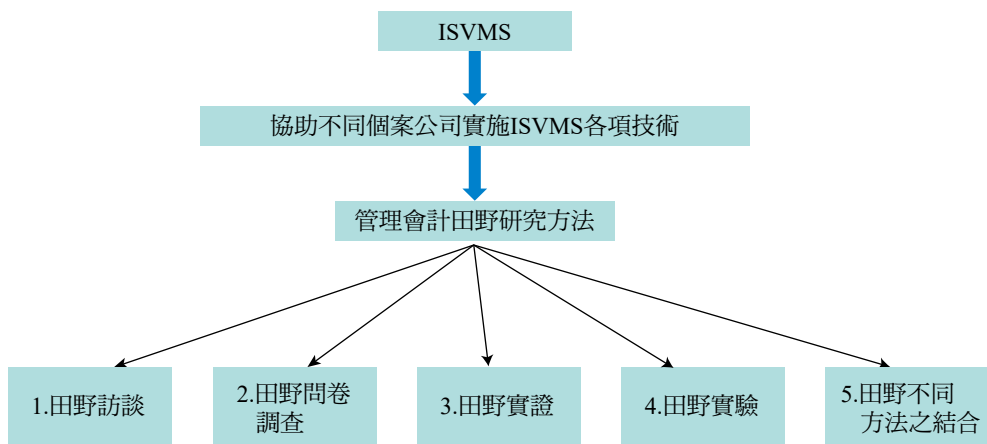 ISVMS
協助不同個案公司實施ISVMS各項技術
管理會計田野研究方法
1.田野訪談
2.田野問卷
調查
3.田野實證
4.田野實驗
5.田野不同
方法之結合